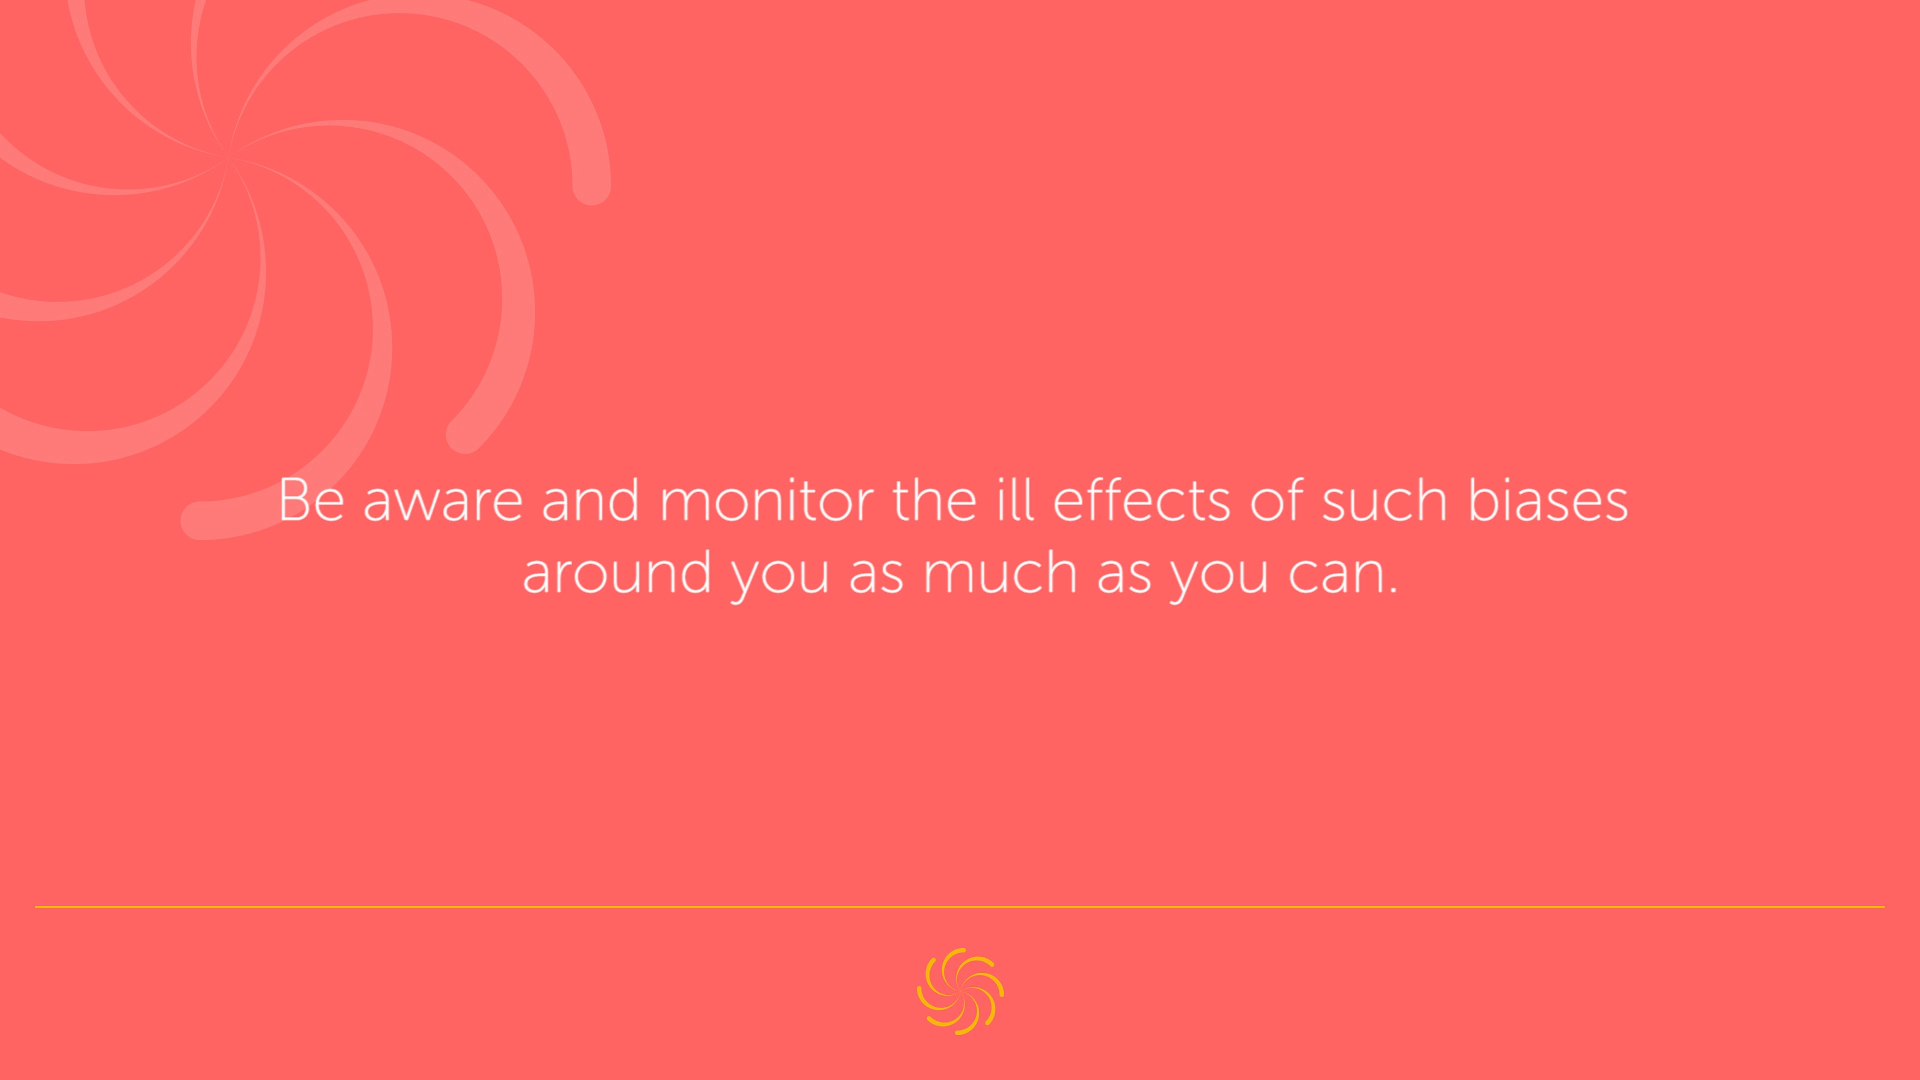 Be aware and monitor the ill effects of such biases
around you as much as you can.